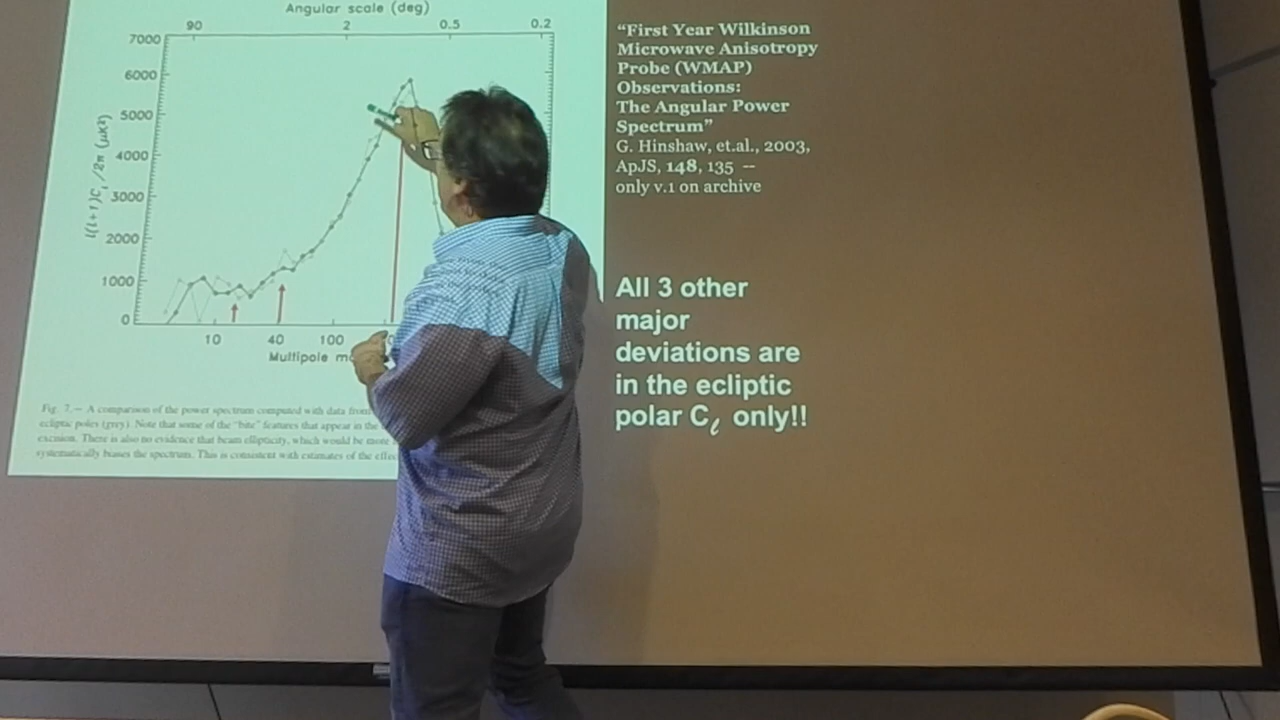 Angular scale (deg)
90 2 0.5 0.2
7000
6000
5000
4000
3000
2000
1000
0
l(l+1)C_l/2π (μK²)
10 40 100
Multipole mo
Fig. 7.— A comparison of the power spectrum computed with data from
ecliptic poles (grey). Note that some of the "bite" features that appear in the
excusion. There is also no evidence that beam ellipticity, which would be more
systematically biases the spectrum. This is consistent with estimates of the effec
“First Year Wilkinson
Microwave Anisotropy
Probe (WMAP)
Observations:
The Angular Power
Spectrum”
G. Hinshaw, et.al., 2003,
ApJS, 148, 135 --
only v.1 on archive
All 3 other
major
deviations are
in the ecliptic
polar Cℓ only!!